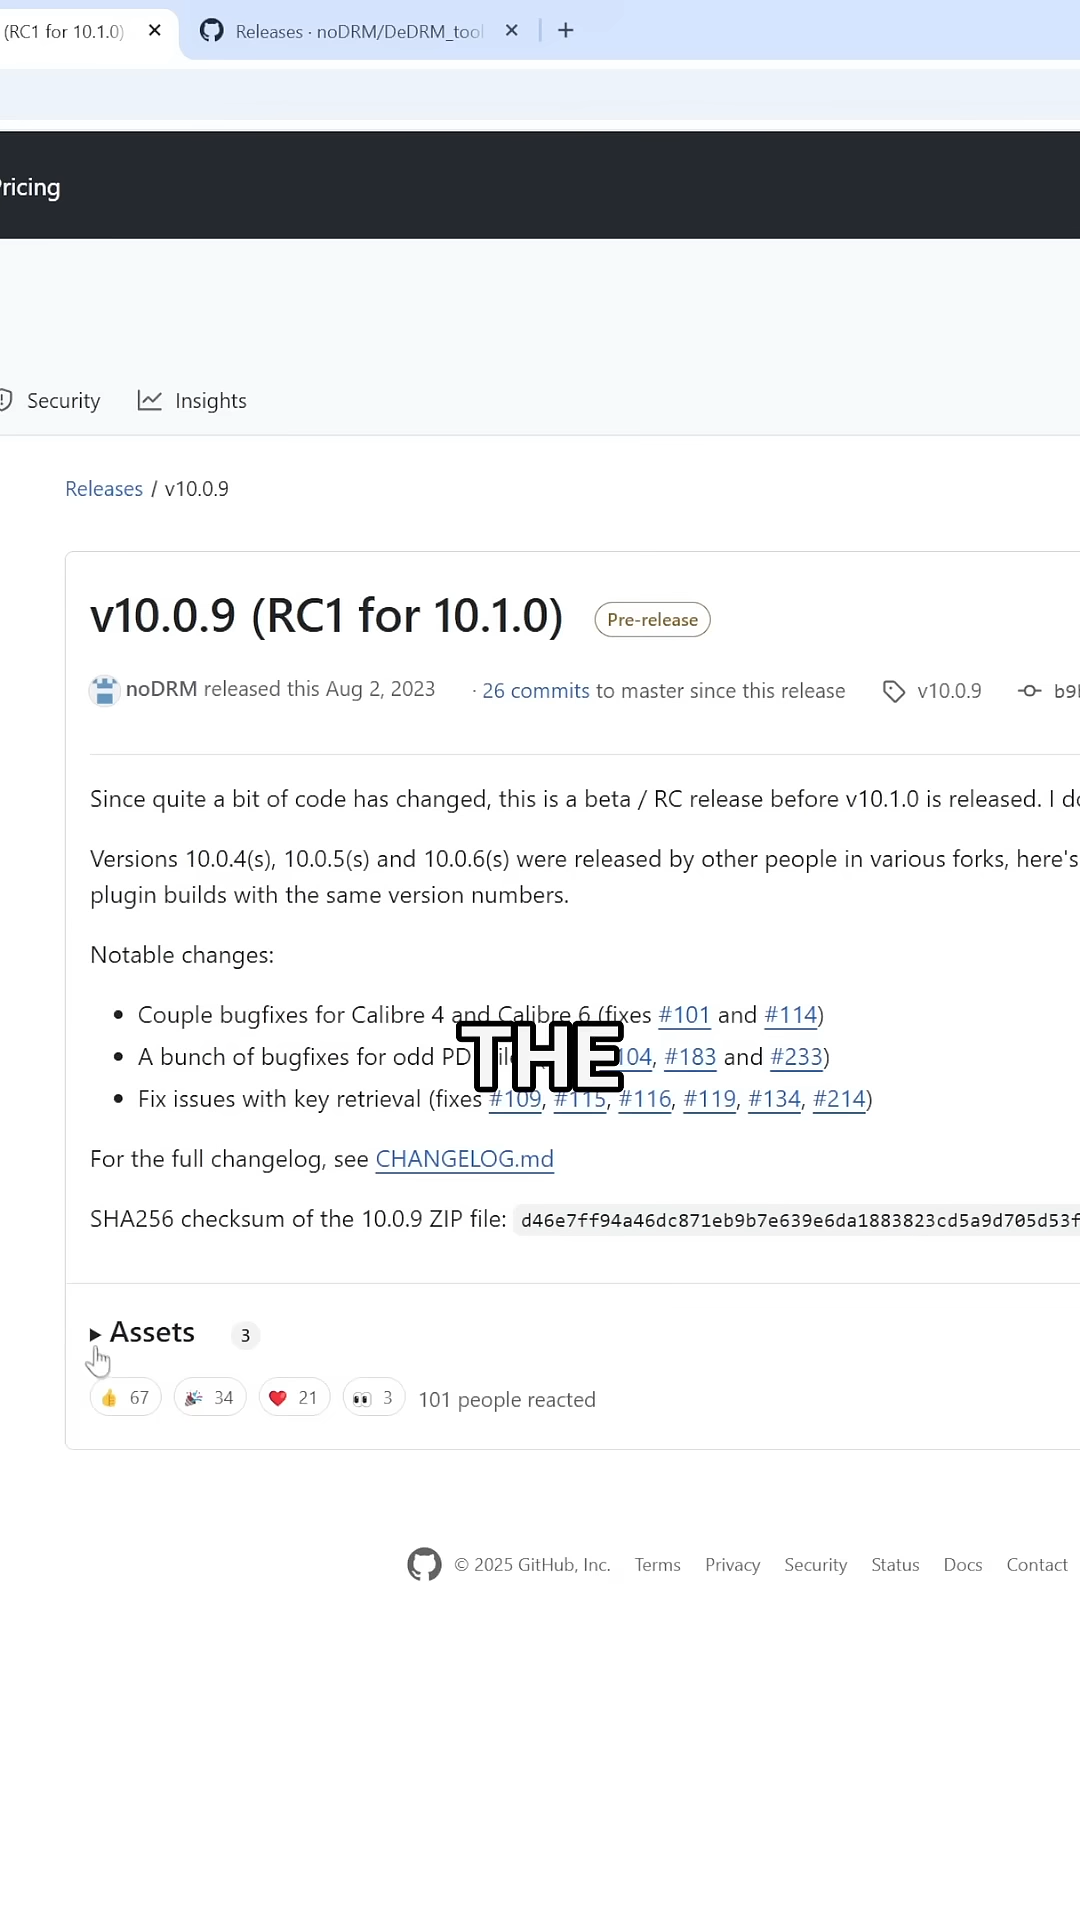 (RC1 for 10.1.0)
Releases · noDRM/DeDRM_tool
Pricing
Security
Insights
Releases / v10.0.9
v10.0.9 (RC1 for 10.1.0)
Pre-release
noDRM released this Aug 2, 2023
· 26 commits to master since this release
v10.0.9
Since quite a bit of code has changed, this is a beta / RC release before v10.1.0 is released. I do
Versions 10.0.4(s), 10.0.5(s) and 10.0.6(s) were released by other people in various forks, here's
plugin builds with the same version numbers.
Notable changes:
• Couple bugfixes for Calibre 4 and Calibre 6 (fixes #101 and #114)
• A bunch of bugfixes for odd 104, #183 and #233)
THE
• Fix issues with key retrieval (fixes #109, #115, #116, #119, #134, #214)
For the full changelog, see CHANGELOG.md
SHA256 checksum of the 10.0.9 ZIP file: d46e7ff94a46dc871eb9b7e639e6da1883823cd5a9d705d53f
Assets 3
67
34
21
3
101 people reacted
© 2025 GitHub, Inc. Terms Privacy Security Status Docs Contact